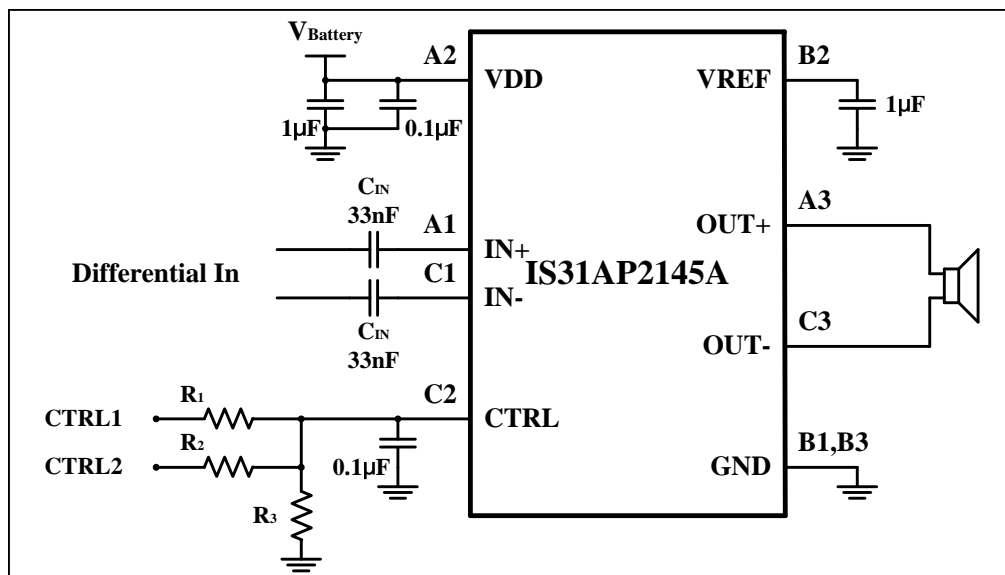 VBattery
A2
VDD
1µF
0.1µF
CIN
33nF
A1
IN+
Differential In
C1
IN-
CIN
33nF
C2
CTRL
CTRL1
R1
CTRL2
R2
0.1µF
R3
IS31AP2145A
B2
VREF
1µF
A3
OUT+
C3
OUT-
B1,B3
GND